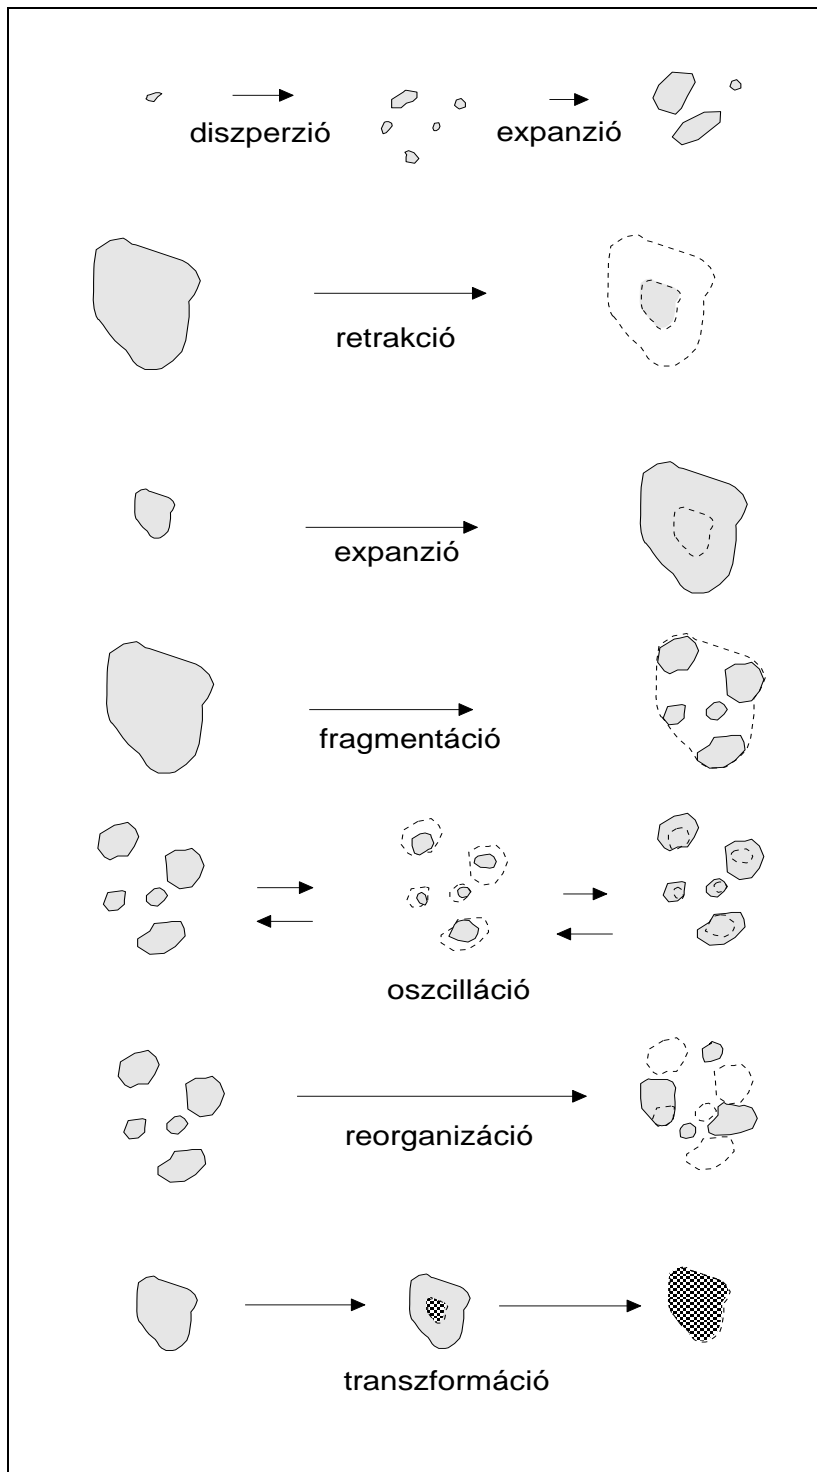 diszperzió expanzió
retrakció
expanzió
fragmentáció
oszcilláció
reorganizáció
transzformáció